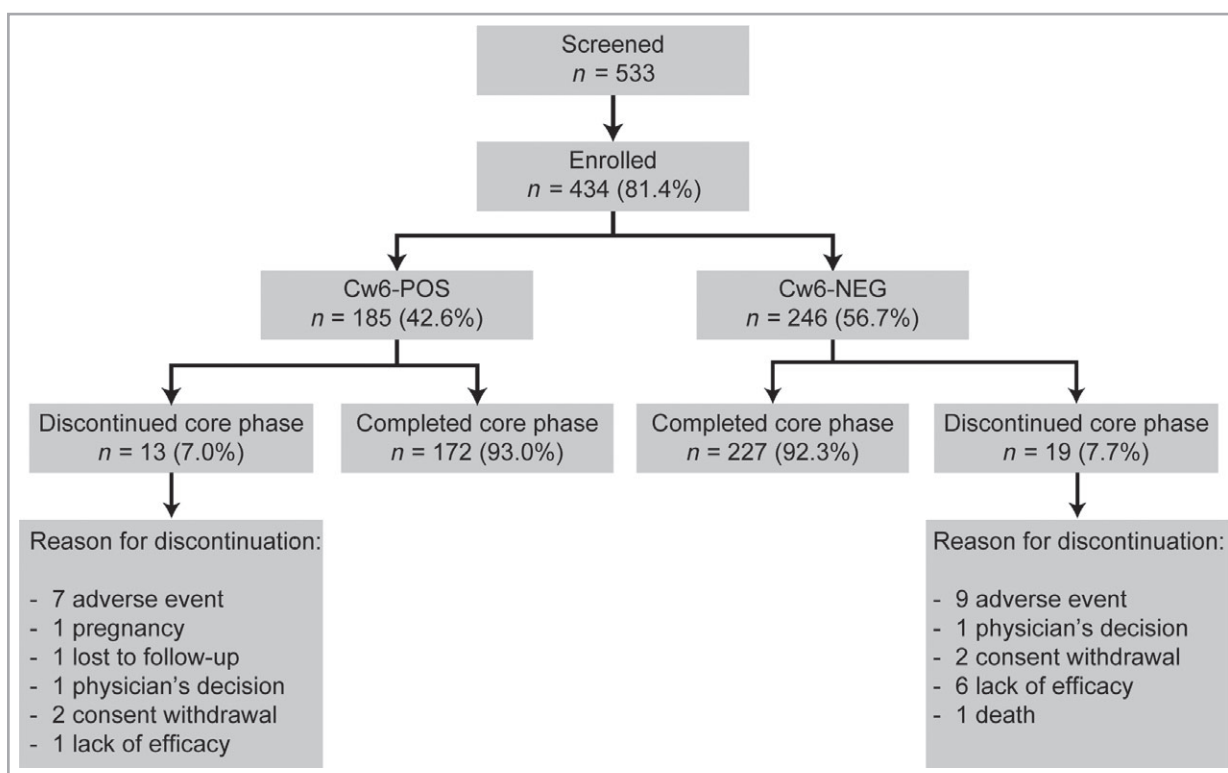 Screened
n = 533
Enrolled
n = 434 (81.4%)
Cw6-POS
n = 185 (42.6%)
Cw6-NEG
n = 246 (56.7%)
Discontinued core phase
n = 13 (7.0%)
Completed core phase
n = 172 (93.0%)
Completed core phase
n = 227 (92.3%)
Discontinued core phase
n = 19 (7.7%)
Reason for discontinuation:
- 7 adverse event
- 1 pregnancy
- 1 lost to follow-up
- 1 physician’s decision
- 2 consent withdrawal
- 1 lack of efficacy
Reason for discontinuation:
- 9 adverse event
- 1 physician’s decision
- 2 consent withdrawal
- 6 lack of efficacy
- 1 death